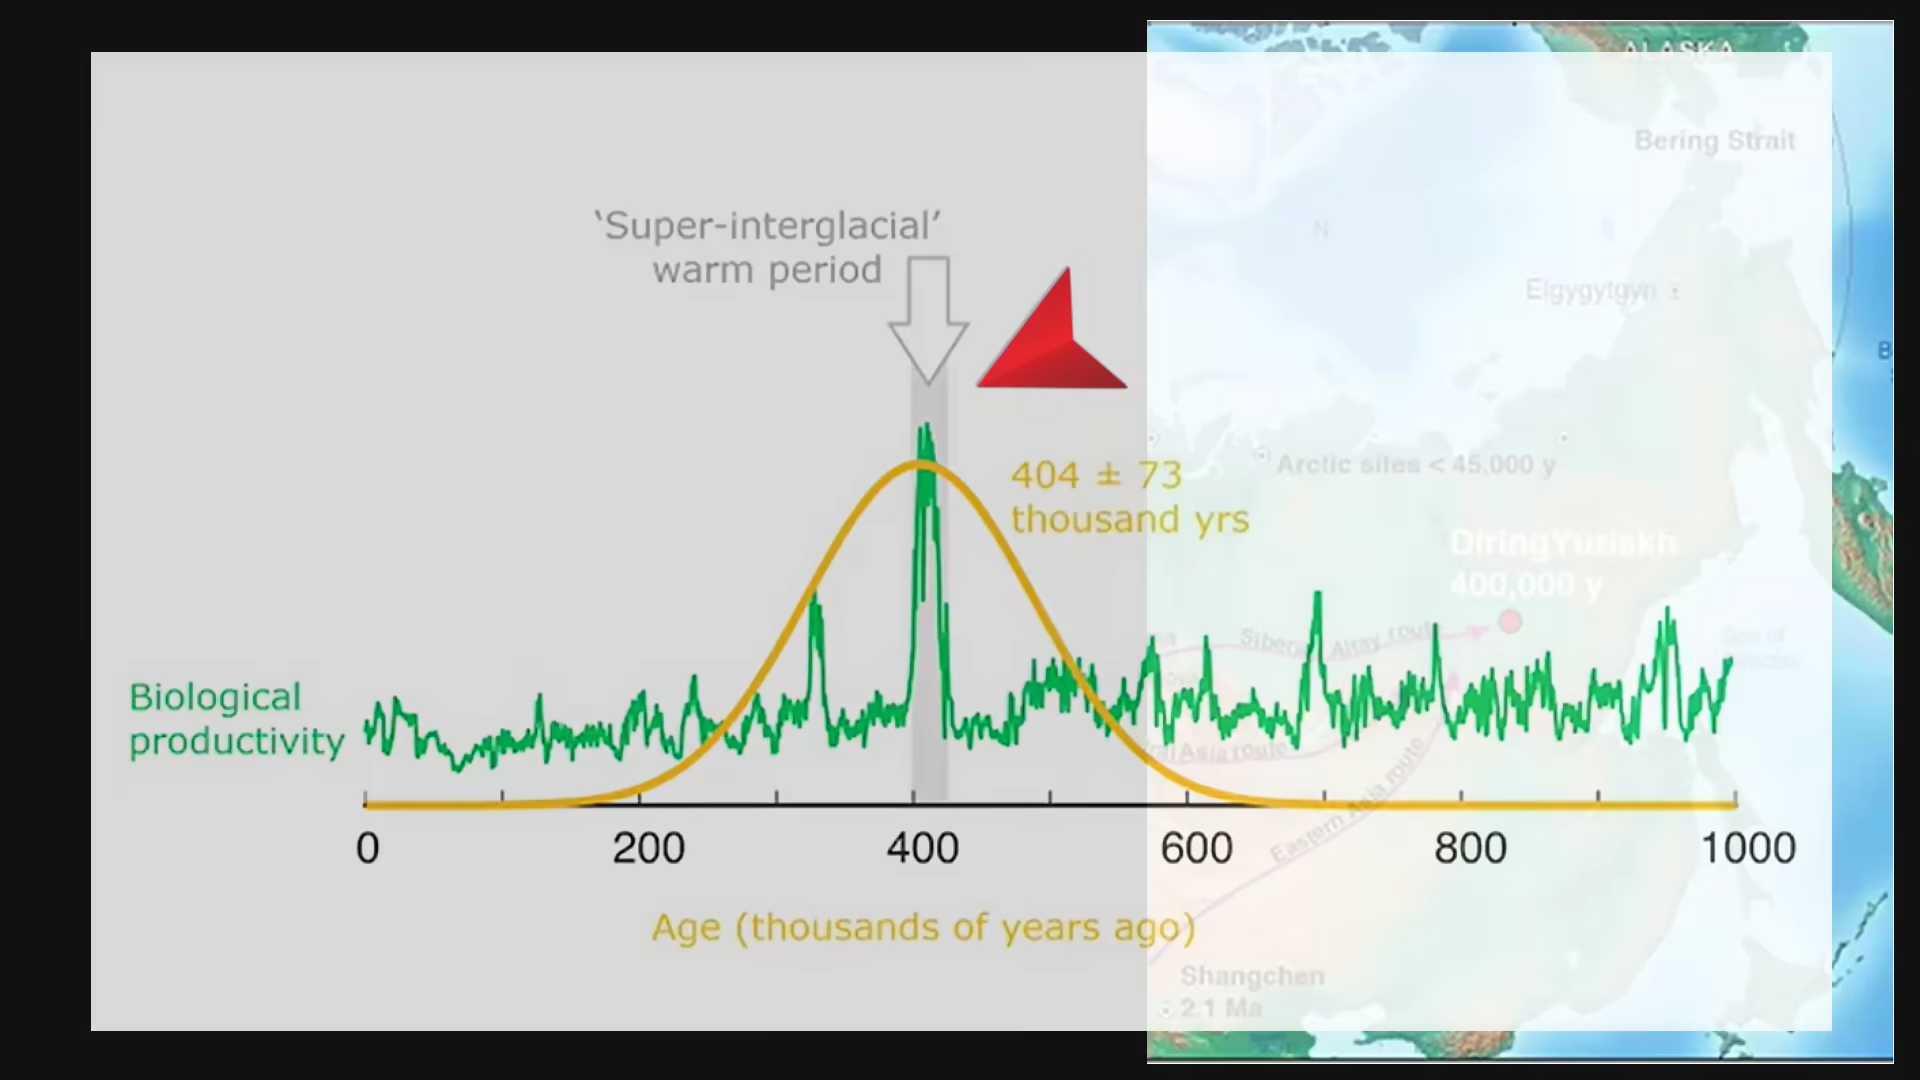 ALASKA
Bering Strait
‘Super-interglacial’
warm period
Elgygytgyn
404 ± 73
thousand yrs
Arctic sites < 45,000 y
DiringYuriakh
400,000 y
Siberia Altay route
Biological
productivity
Asia route
Eastern Asia route
0 200 400 600 800 1000
Age (thousands of years ago)
Shangchen
2.1 Ma